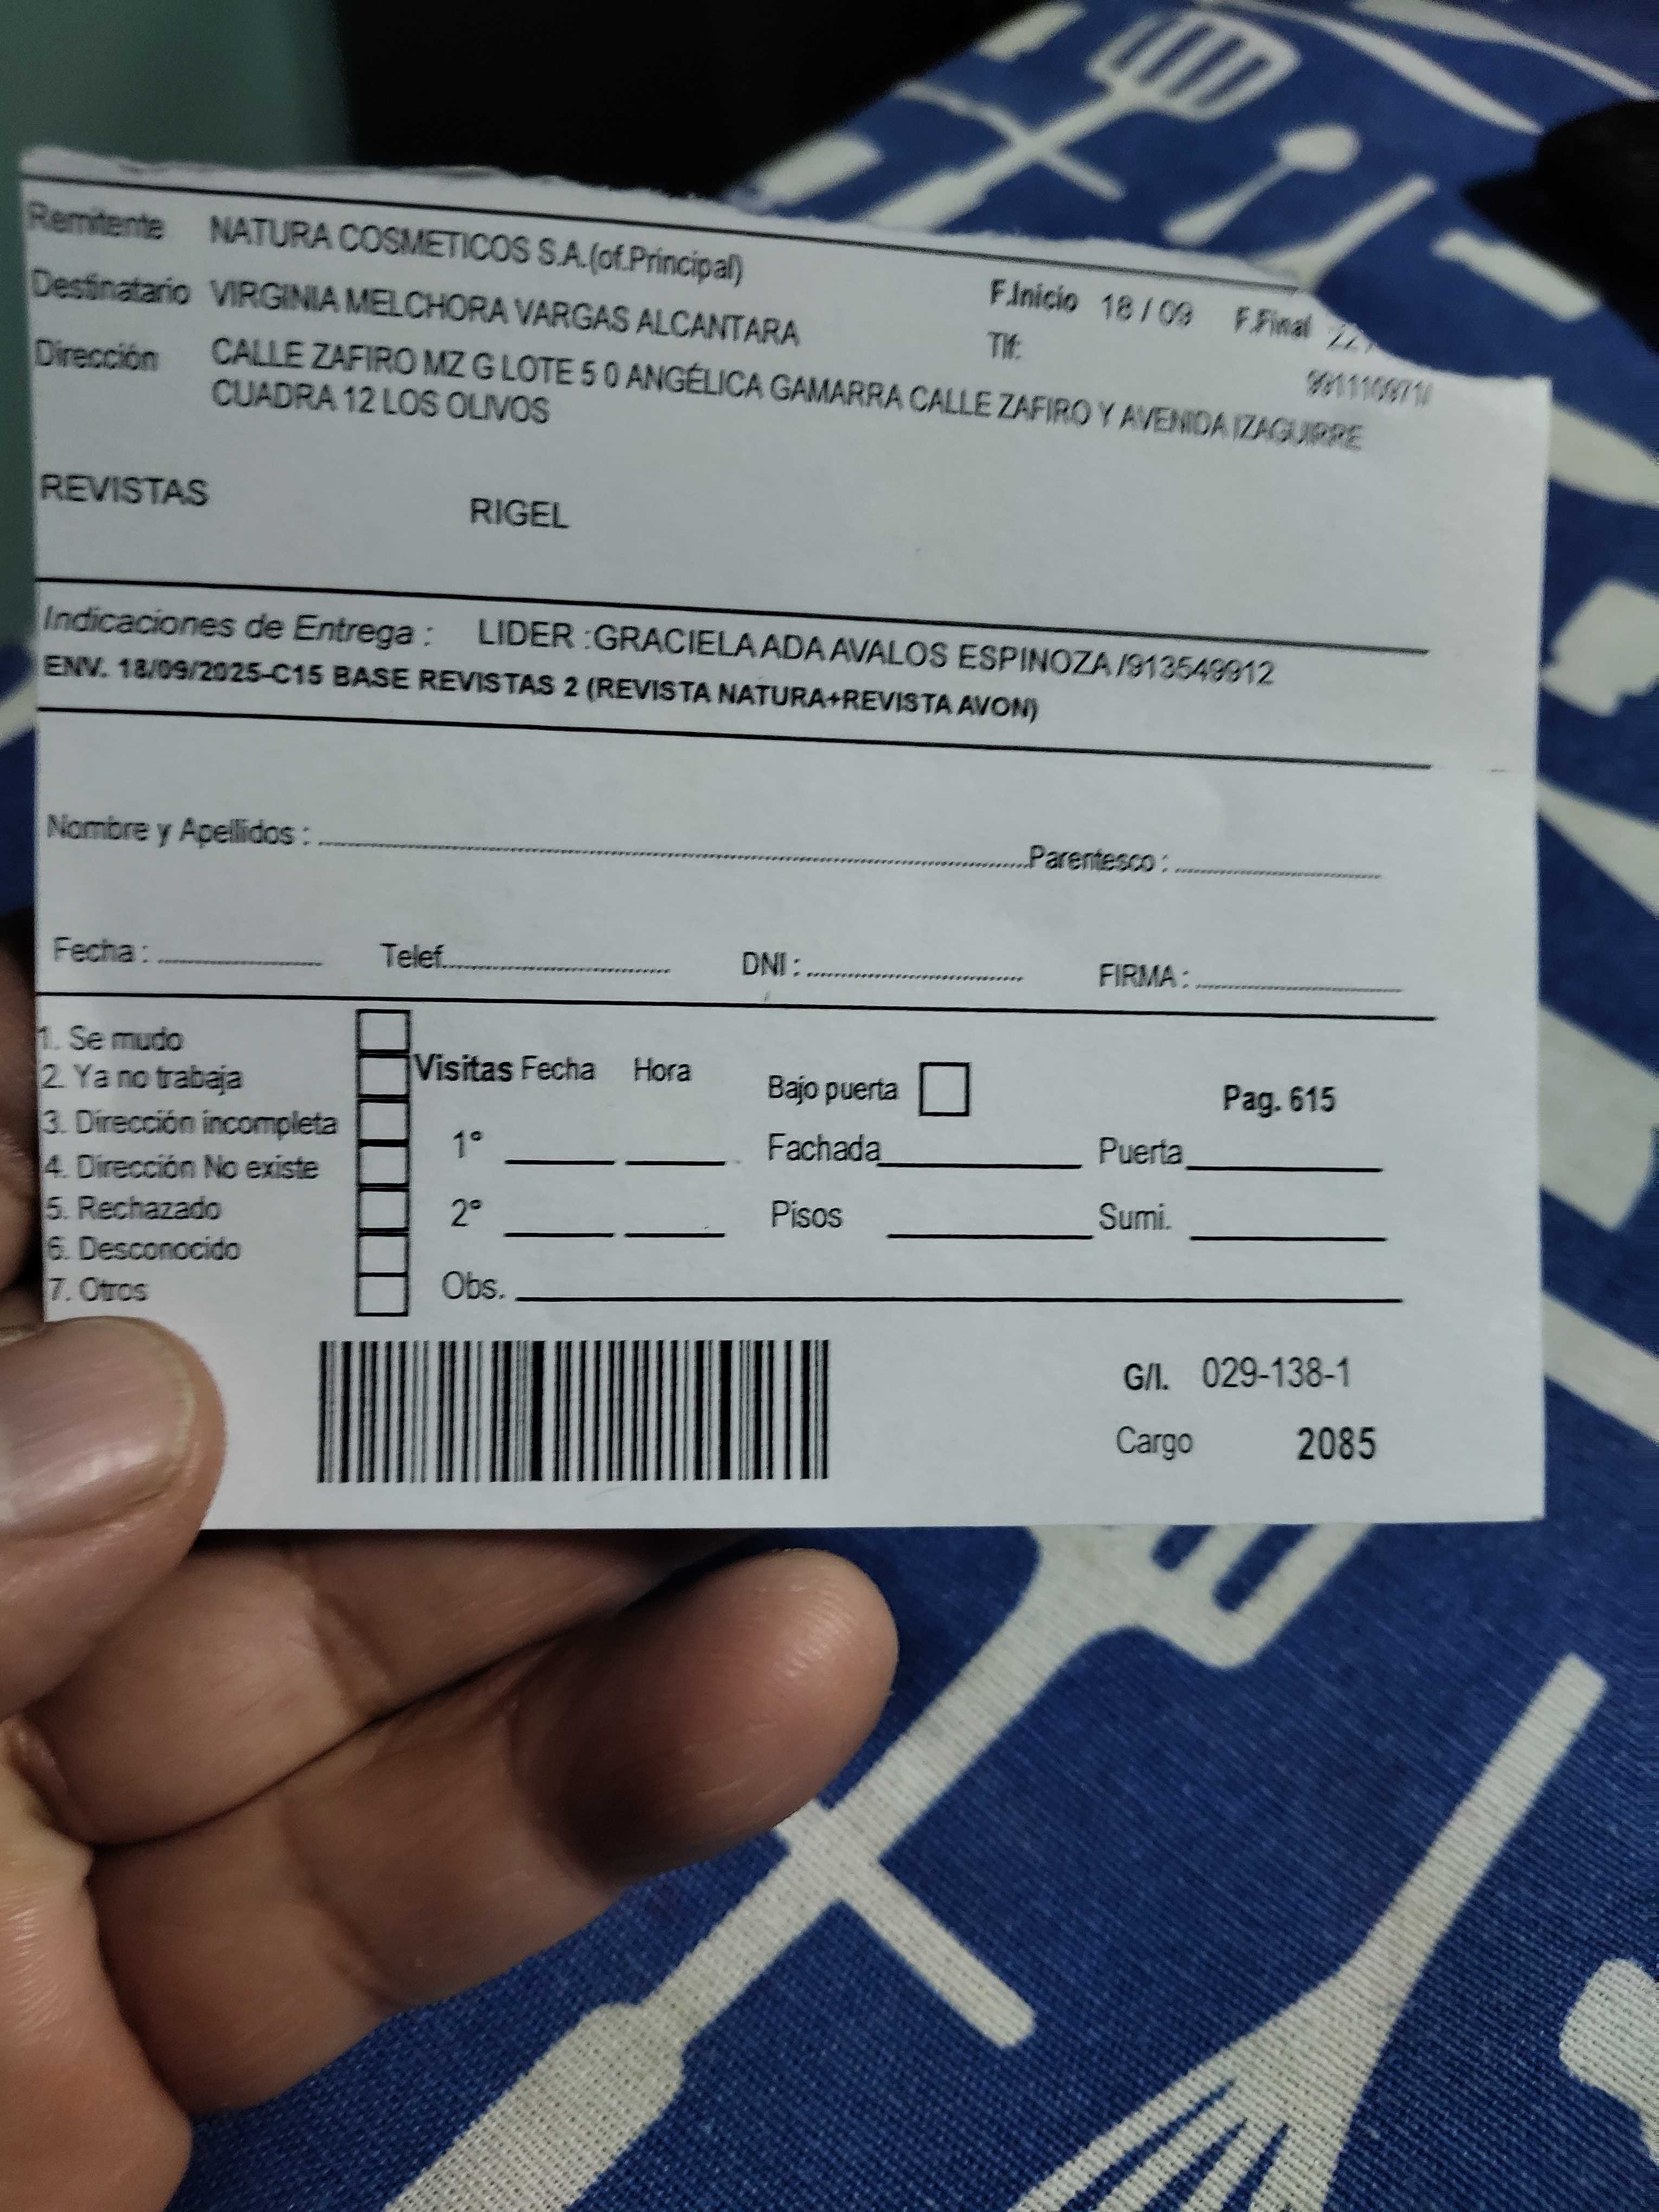 Remitente NATURA COSMETICOS S.A.(of.Principal)
F.Inicio 18 / 09 F.Final
Destinatario VIRGINIA MELCHORA VARGAS ALCANTARA
Tlf:
Dirección CALLE ZAFIRO MZ G LOTE 5 0 ANGÉLICA GAMARRA CALLE ZAFIRO Y AVENIDA IZAGUIRRE
CUADRA 12 LOS OLIVOS
REVISTAS RIGEL
Indicaciones de Entrega : LIDER :GRACIELA ADA AVALOS ESPINOZA /913549912
ENV. 18/09/2025-C15 BASE REVISTAS 2 (REVISTA NATURA+REVISTA AVON)
Nombre y Apellidos : Parentesco :
Fecha : Telef. DNI : FIRMA :
1. Se mudo
2. Ya no trabaja
3. Dirección incompleta
4. Dirección No existe
5. Rechazado
6. Desconocido
7. Otros
Visitas Fecha Hora
1°
2°
Obs.
Bajo puerta
Pag. 615
Fachada Puerta
Pisos Sumi.
G/I. 029-138-1
Cargo 2085